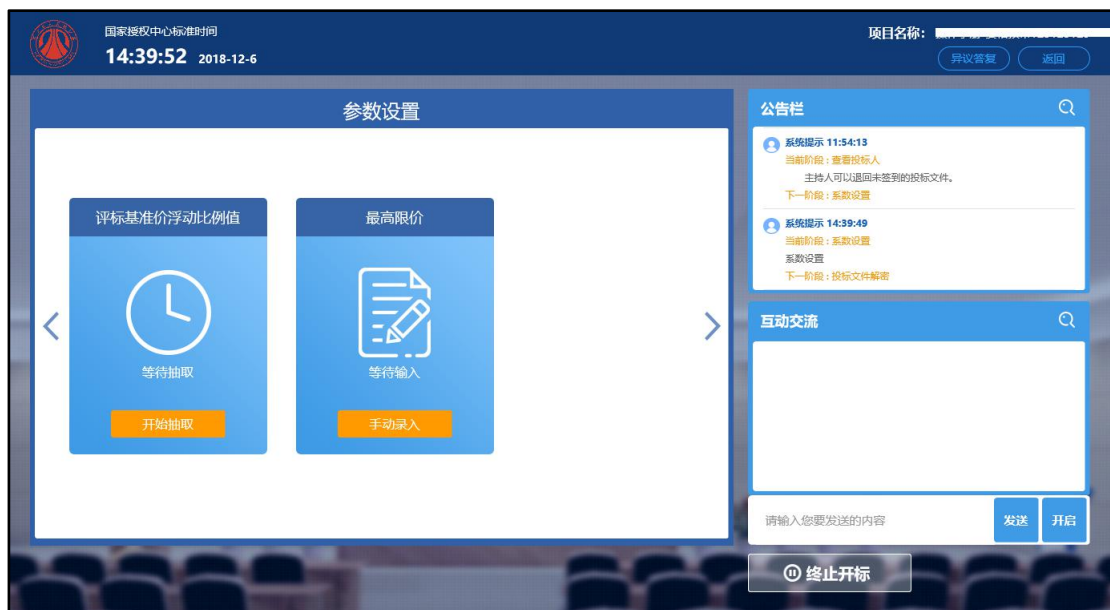 国家授权中心标准时间
14:39:52 2018-12-6
项目名称：
异议答复
返回
参数设置
评标基准价浮动比例值
等待抽取
开始抽取
最高限价
等待输入
手动录入
公告栏
系统提示 11:54:13
当前阶段：查看投标人
主持人可以退回未签到的投标文件。
下一阶段：系数设置
系统提示 14:39:49
当前阶段：系数设置
系数设置
下一阶段：投标文件解密
互动交流
请输入您要发送的内容
发送
开启
终止开标